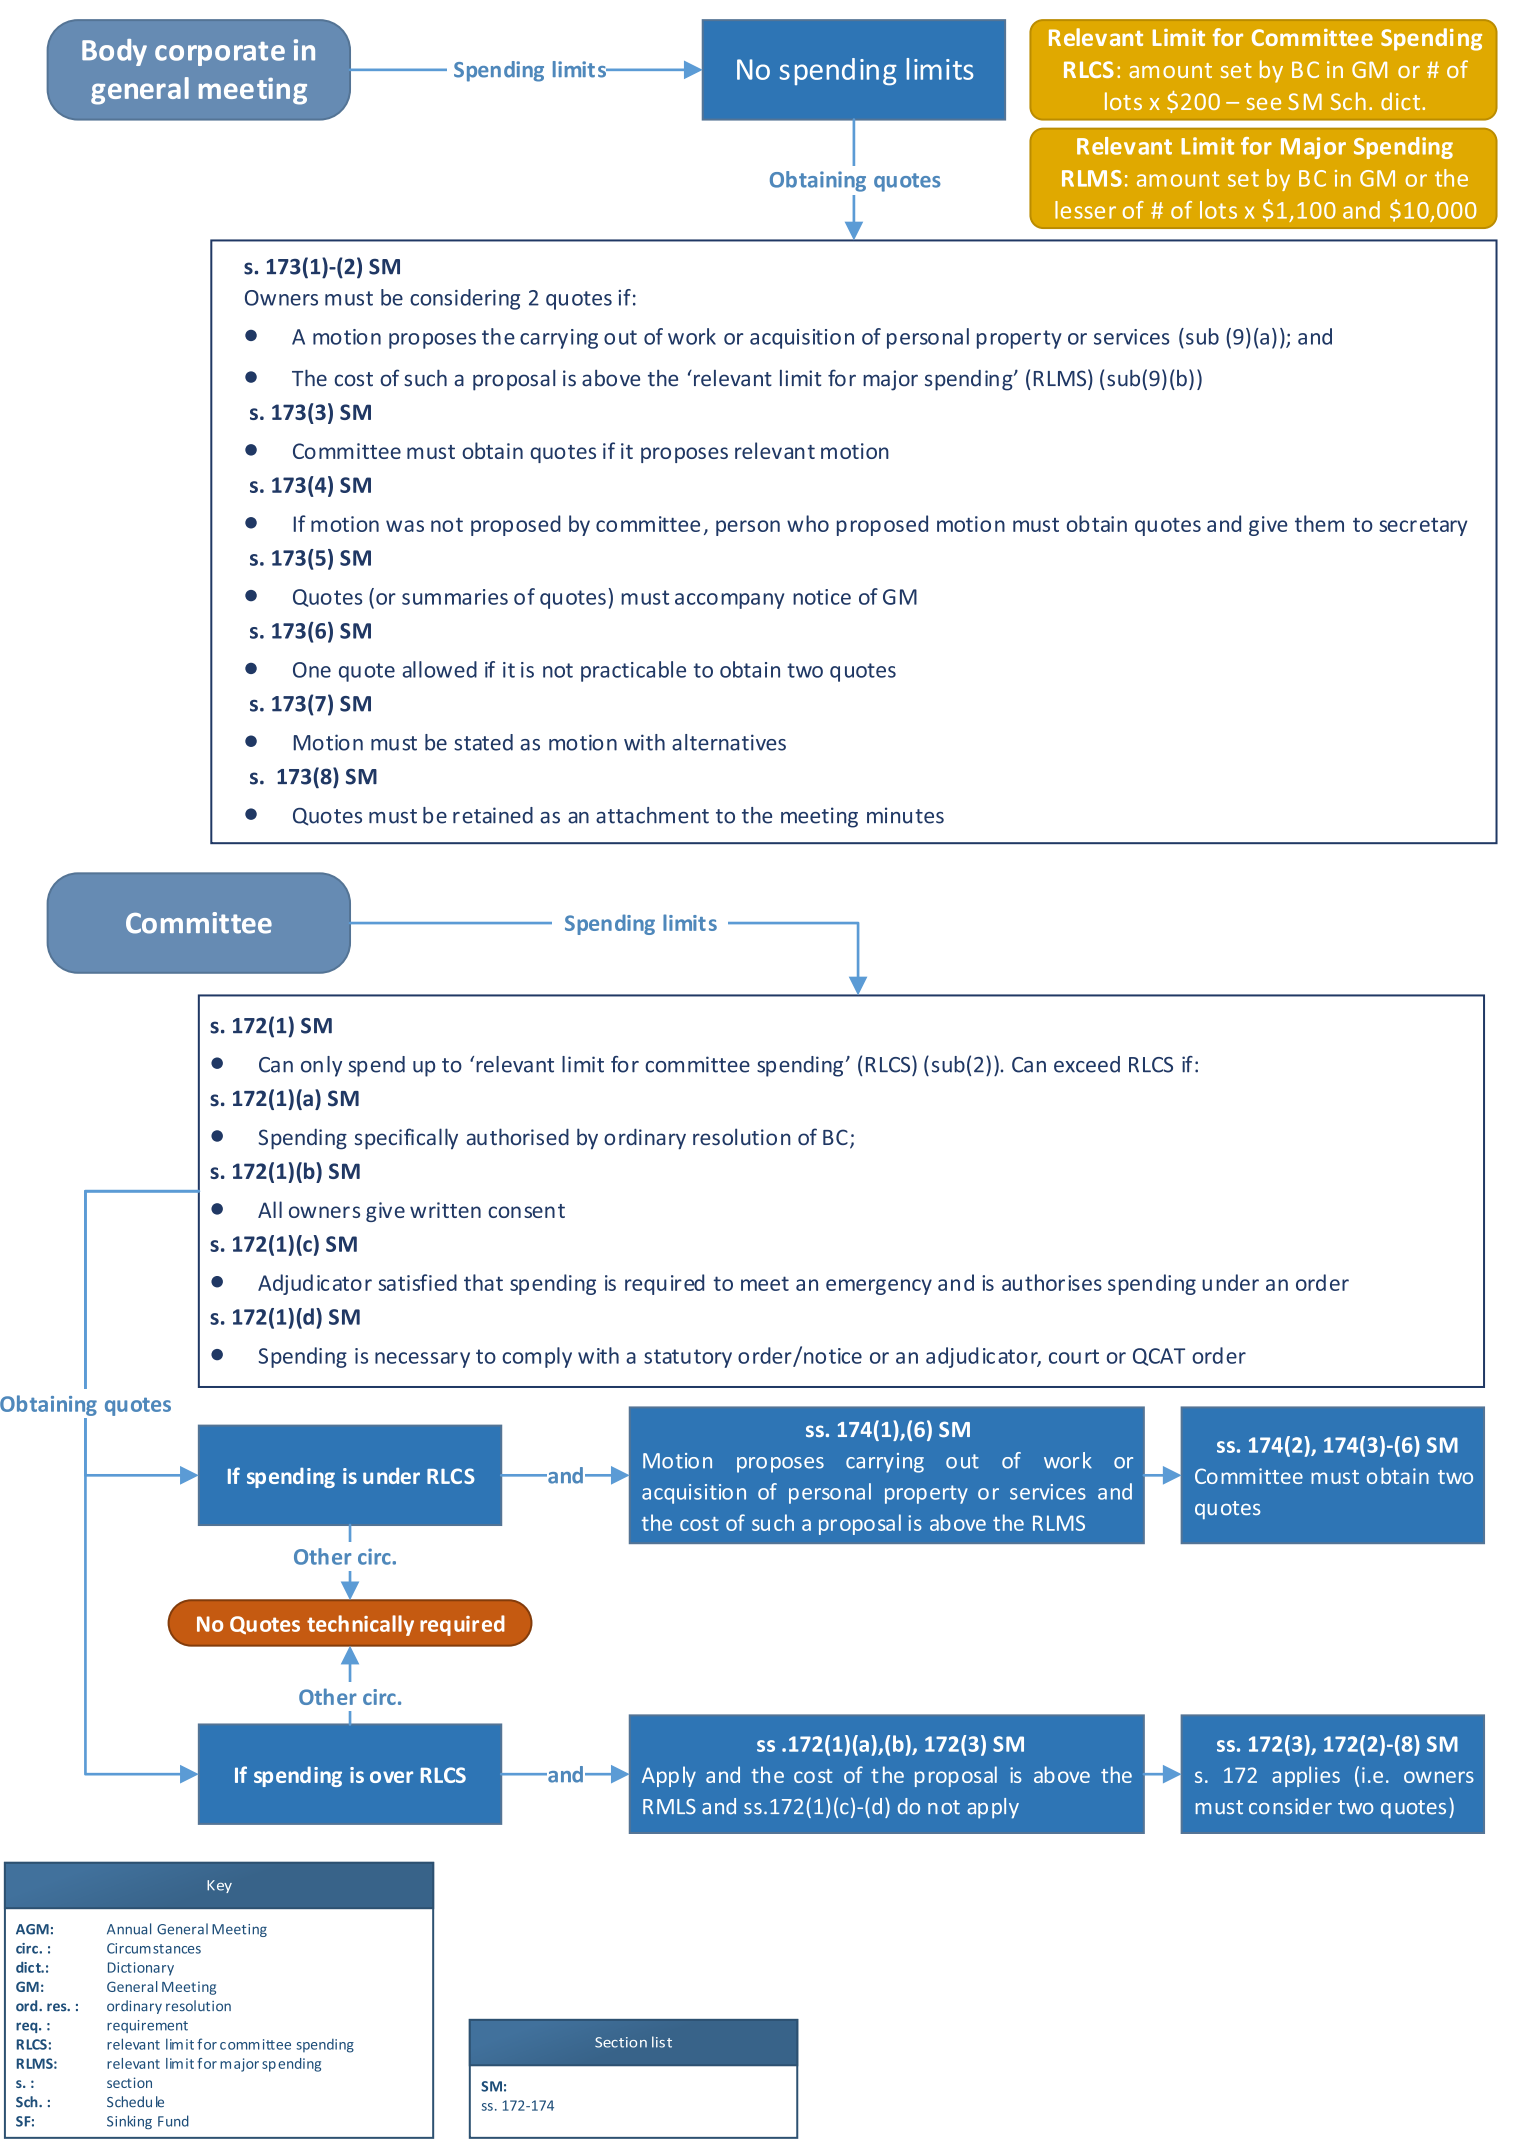 Body corporate in
general meeting
Spending limits
No spending limits
Relevant Limit for Committee Spending
RLCS: amount set by BC in GM or # of
lots x $200 – see SM Sch. dict.
Relevant Limit for Major Spending
RLMS: amount set by BC in GM or the
lesser of # of lots x $1,100 and $10,000
Obtaining quotes
s. 173(1)-(2) SM
Owners must be considering 2 quotes if:
● A motion proposes the carrying out of work or acquisition of personal property or services (sub (9)(a)); and
● The cost of such a proposal is above the ‘relevant limit for major spending’ (RLMS) (sub(9)(b))
s. 173(3) SM
● Committee must obtain quotes if it proposes relevant motion
s. 173(4) SM
● If motion was not proposed by committee, person who proposed motion must obtain quotes and give them to secretary
s. 173(5) SM
● Quotes (or summaries of quotes) must accompany notice of GM
s. 173(6) SM
● One quote allowed if it is not practicable to obtain two quotes
s. 173(7) SM
● Motion must be stated as motion with alternatives
s. 173(8) SM
● Quotes must be retained as an attachment to the meeting minutes
Committee
Spending limits
s. 172(1) SM
● Can only spend up to ‘relevant limit for committee spending’ (RLCS) (sub(2)). Can exceed RLCS if:
s. 172(1)(a) SM
● Spending specifically authorised by ordinary resolution of BC;
s. 172(1)(b) SM
● All owners give written consent
s. 172(1)(c) SM
● Adjudicator satisfied that spending is required to meet an emergency and is authorises spending under an order
s. 172(1)(d) SM
● Spending is necessary to comply with a statutory order/notice or an adjudicator, court or QCAT order
Obtaining quotes
If spending is under RLCS
and
ss. 174(1),(6) SM
Motion proposes carrying out of work or
acquisition of personal property or services and
the cost of such a proposal is above the RLMS
ss. 174(2), 174(3)-(6) SM
Committee must obtain two
quotes
Other circ.
No Quotes technically required
Other circ.
If spending is over RLCS
and
ss .172(1)(a),(b), 172(3) SM
Apply and the cost of the proposal is above the
RMLS and ss.172(1)(c)-(d) do not apply
ss. 172(3), 172(2)-(8) SM
s. 172 applies (i.e. owners
must consider two quotes)
Key
AGM: Annual General Meeting
circ. : Circumstances
dict.: Dictionary
GM: General Meeting
ord. res. : ordinary resolution
req. : requirement
RLCS: relevant limit for committee spending
RLMS: relevant limit for major spending
s. : section
Sch. : Schedule
SF: Sinking Fund
Section list
SM:
ss. 172-174